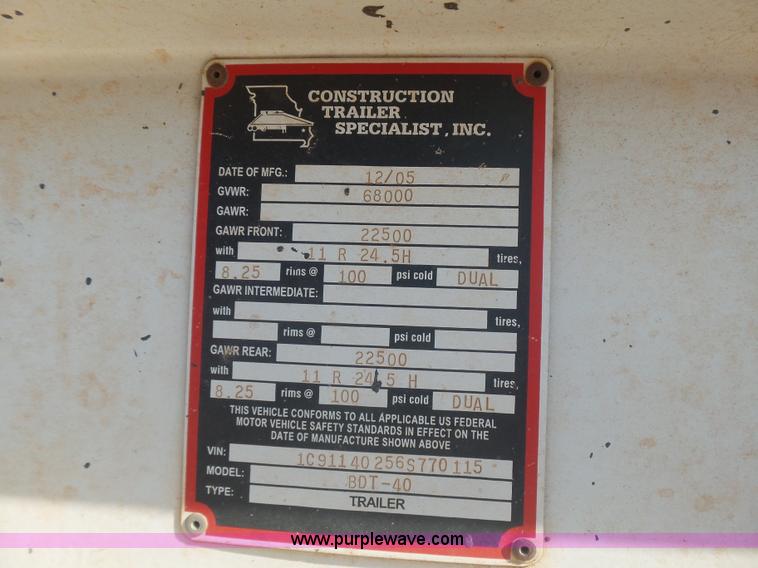 CONSTRUCTION
TRAILER
SPECIALIST, INC.
DATE OF MFG.: 12/05
GVWR: 68000
GAWR:
GAWR FRONT: 22500
with 11 R 24.5H tires,
8.25 rims @ 100 psi cold DUAL
GAWR INTERMEDIATE:
with tires,
rims @ psi cold
GAWR REAR: 22500
with 11 R 24.5 H tires,
8.25 rims @ 100 psi cold DUAL
THIS VEHICLE CONFORMS TO ALL APPLICABLE US FEDERAL
MOTOR VEHICLE SAFETY STANDARDS IN EFFECT ON THE
DATE OF MANUFACTURE SHOWN ABOVE
VIN: 1C91140256S770115
MODEL: BDT-40
TYPE: TRAILER
www.purplewave.com